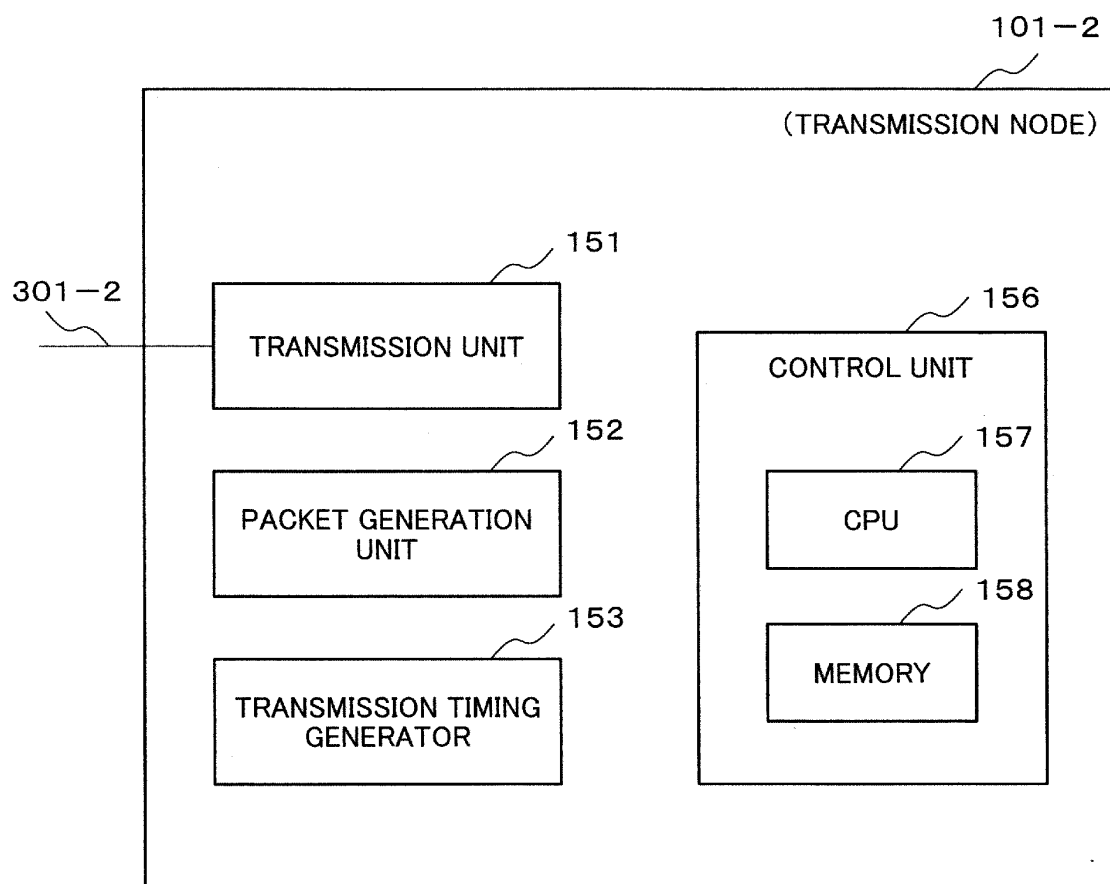 101-2
(TRANSMISSION NODE)
151
301-2
TRANSMISSION UNIT
156
CONTROL UNIT
152
PACKET GENERATION
UNIT
157
CPU
153
TRANSMISSION TIMING
GENERATOR
158
MEMORY